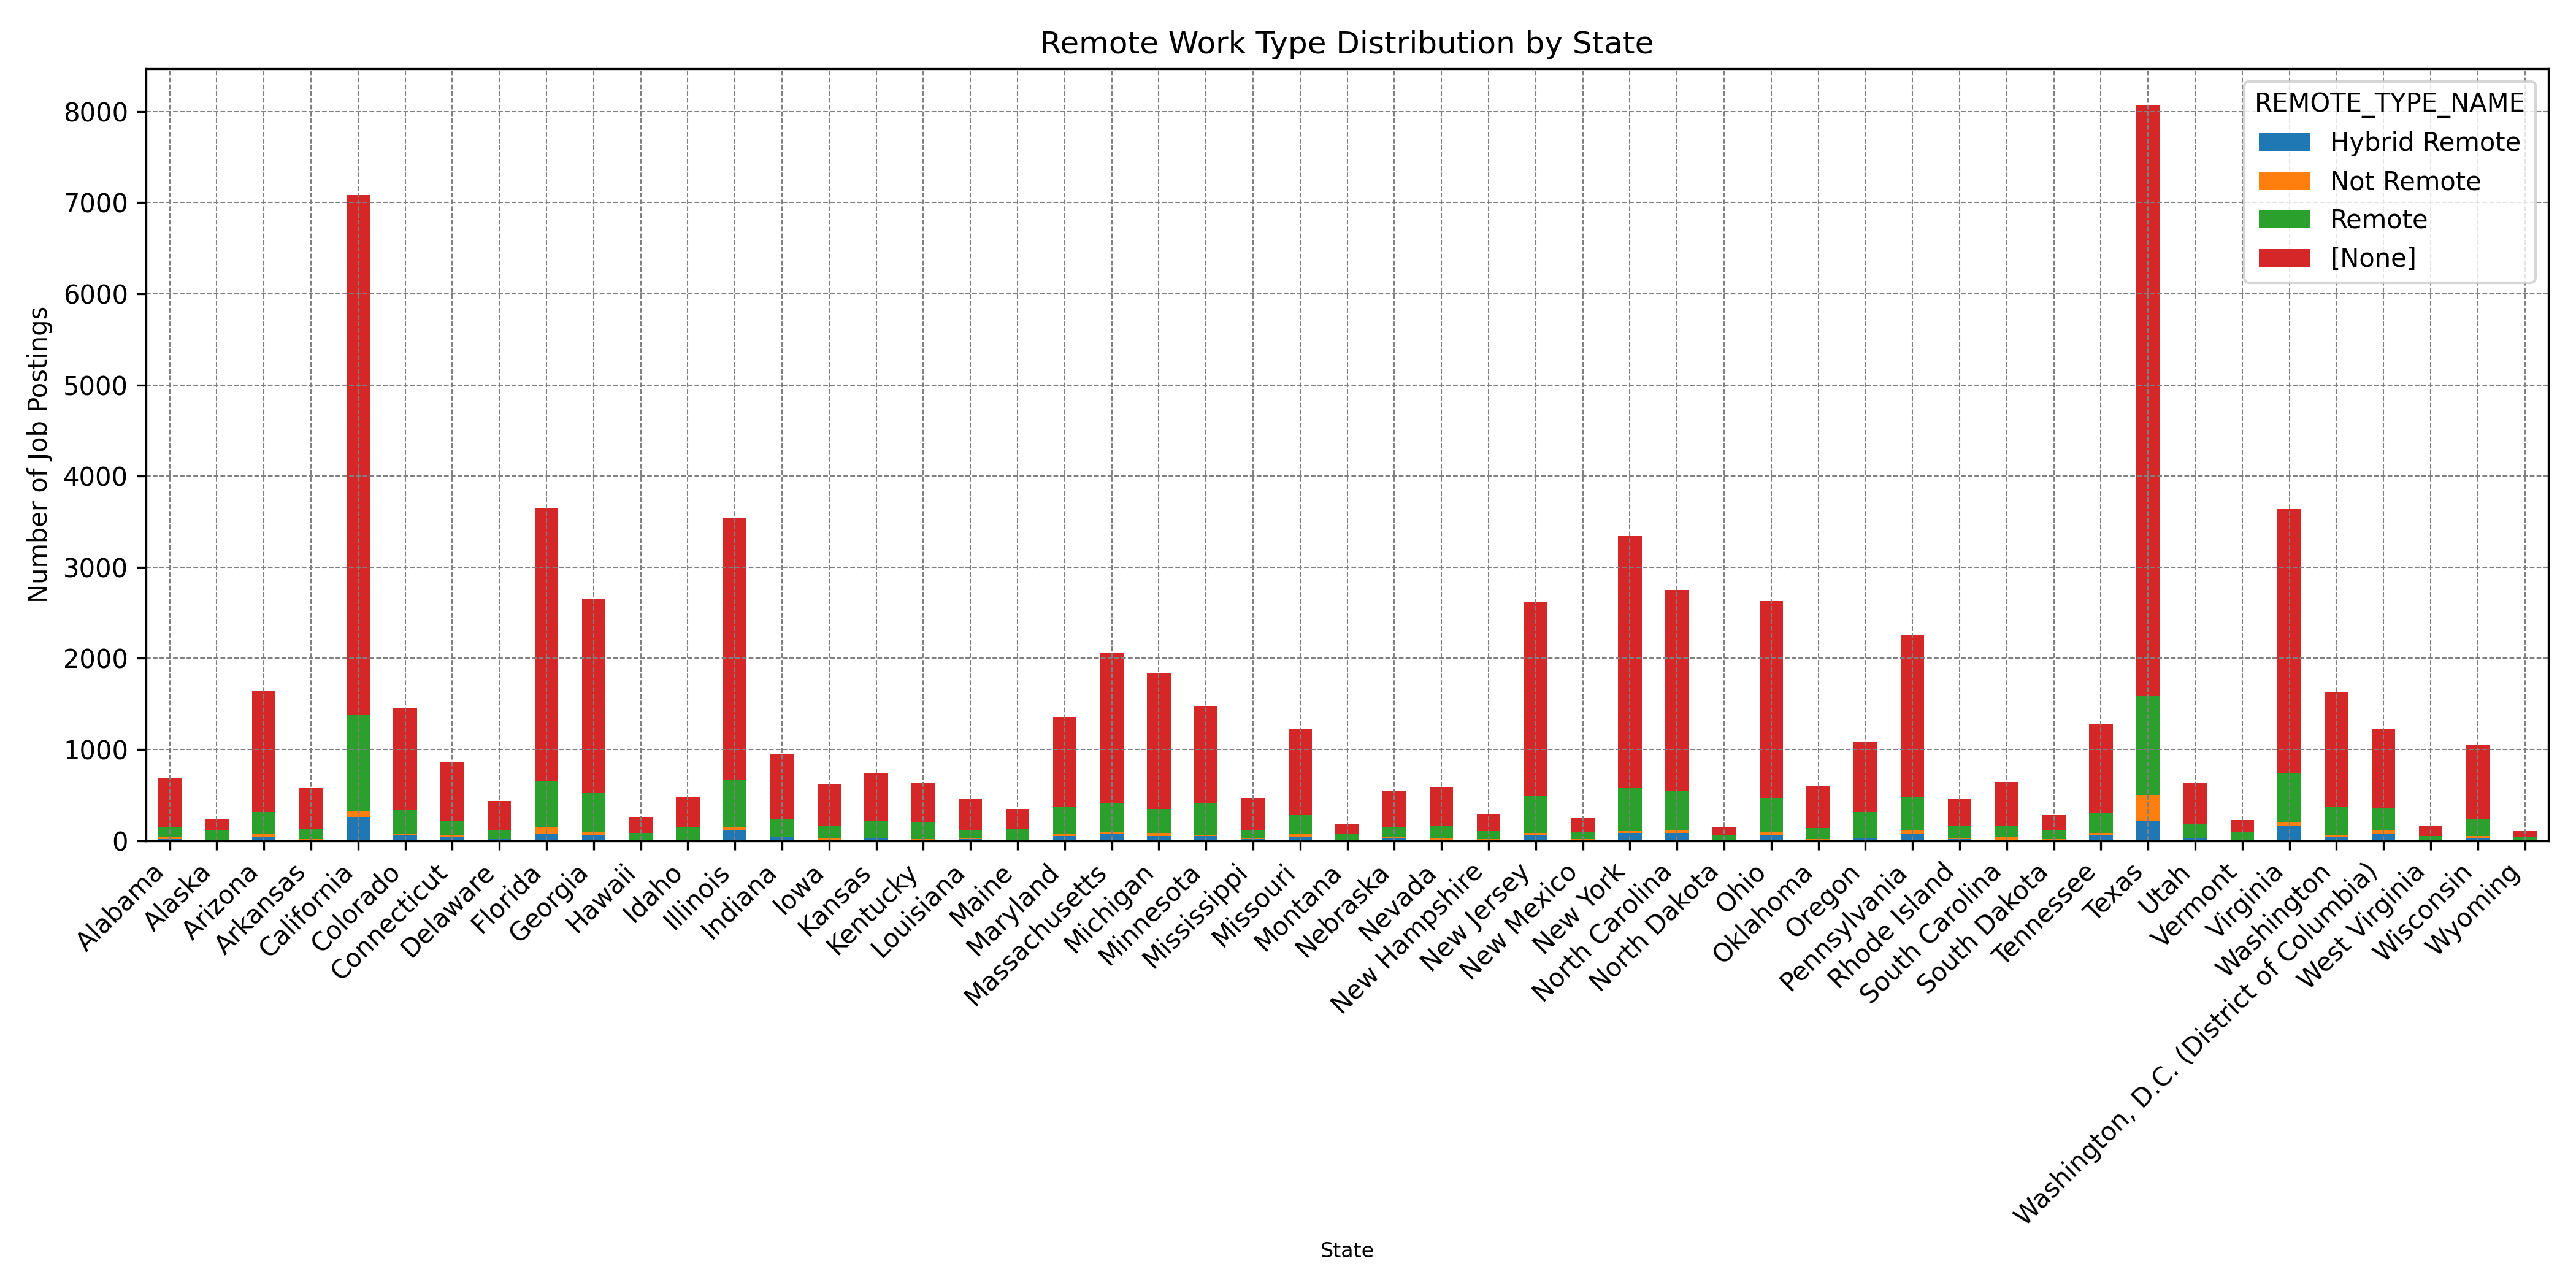 Remote Work Type Distribution by State
Number of Job Postings
8000
7000
6000
5000
4000
3000
2000
1000
0
REMOTE_TYPE_NAME
Hybrid Remote
Not Remote
Remote
[None]
Alabama
Alaska
Arizona
Arkansas
California
Colorado
Connecticut
Delaware
Florida
Georgia
Hawaii
Idaho
Illinois
Indiana
Iowa
Kansas
Kentucky
Louisiana
Maine
Maryland
Massachusetts
Michigan
Minnesota
Mississippi
Missouri
Montana
Nebraska
Nevada
New Hampshire
New Jersey
New Mexico
New York
North Carolina
North Dakota
Ohio
Oklahoma
Oregon
Pennsylvania
Rhode Island
South Carolina
South Dakota
Tennessee
Texas
Utah
Vermont
Virginia
Washington
Washington, D.C. (District of Columbia)
West Virginia
Wisconsin
Wyoming
State